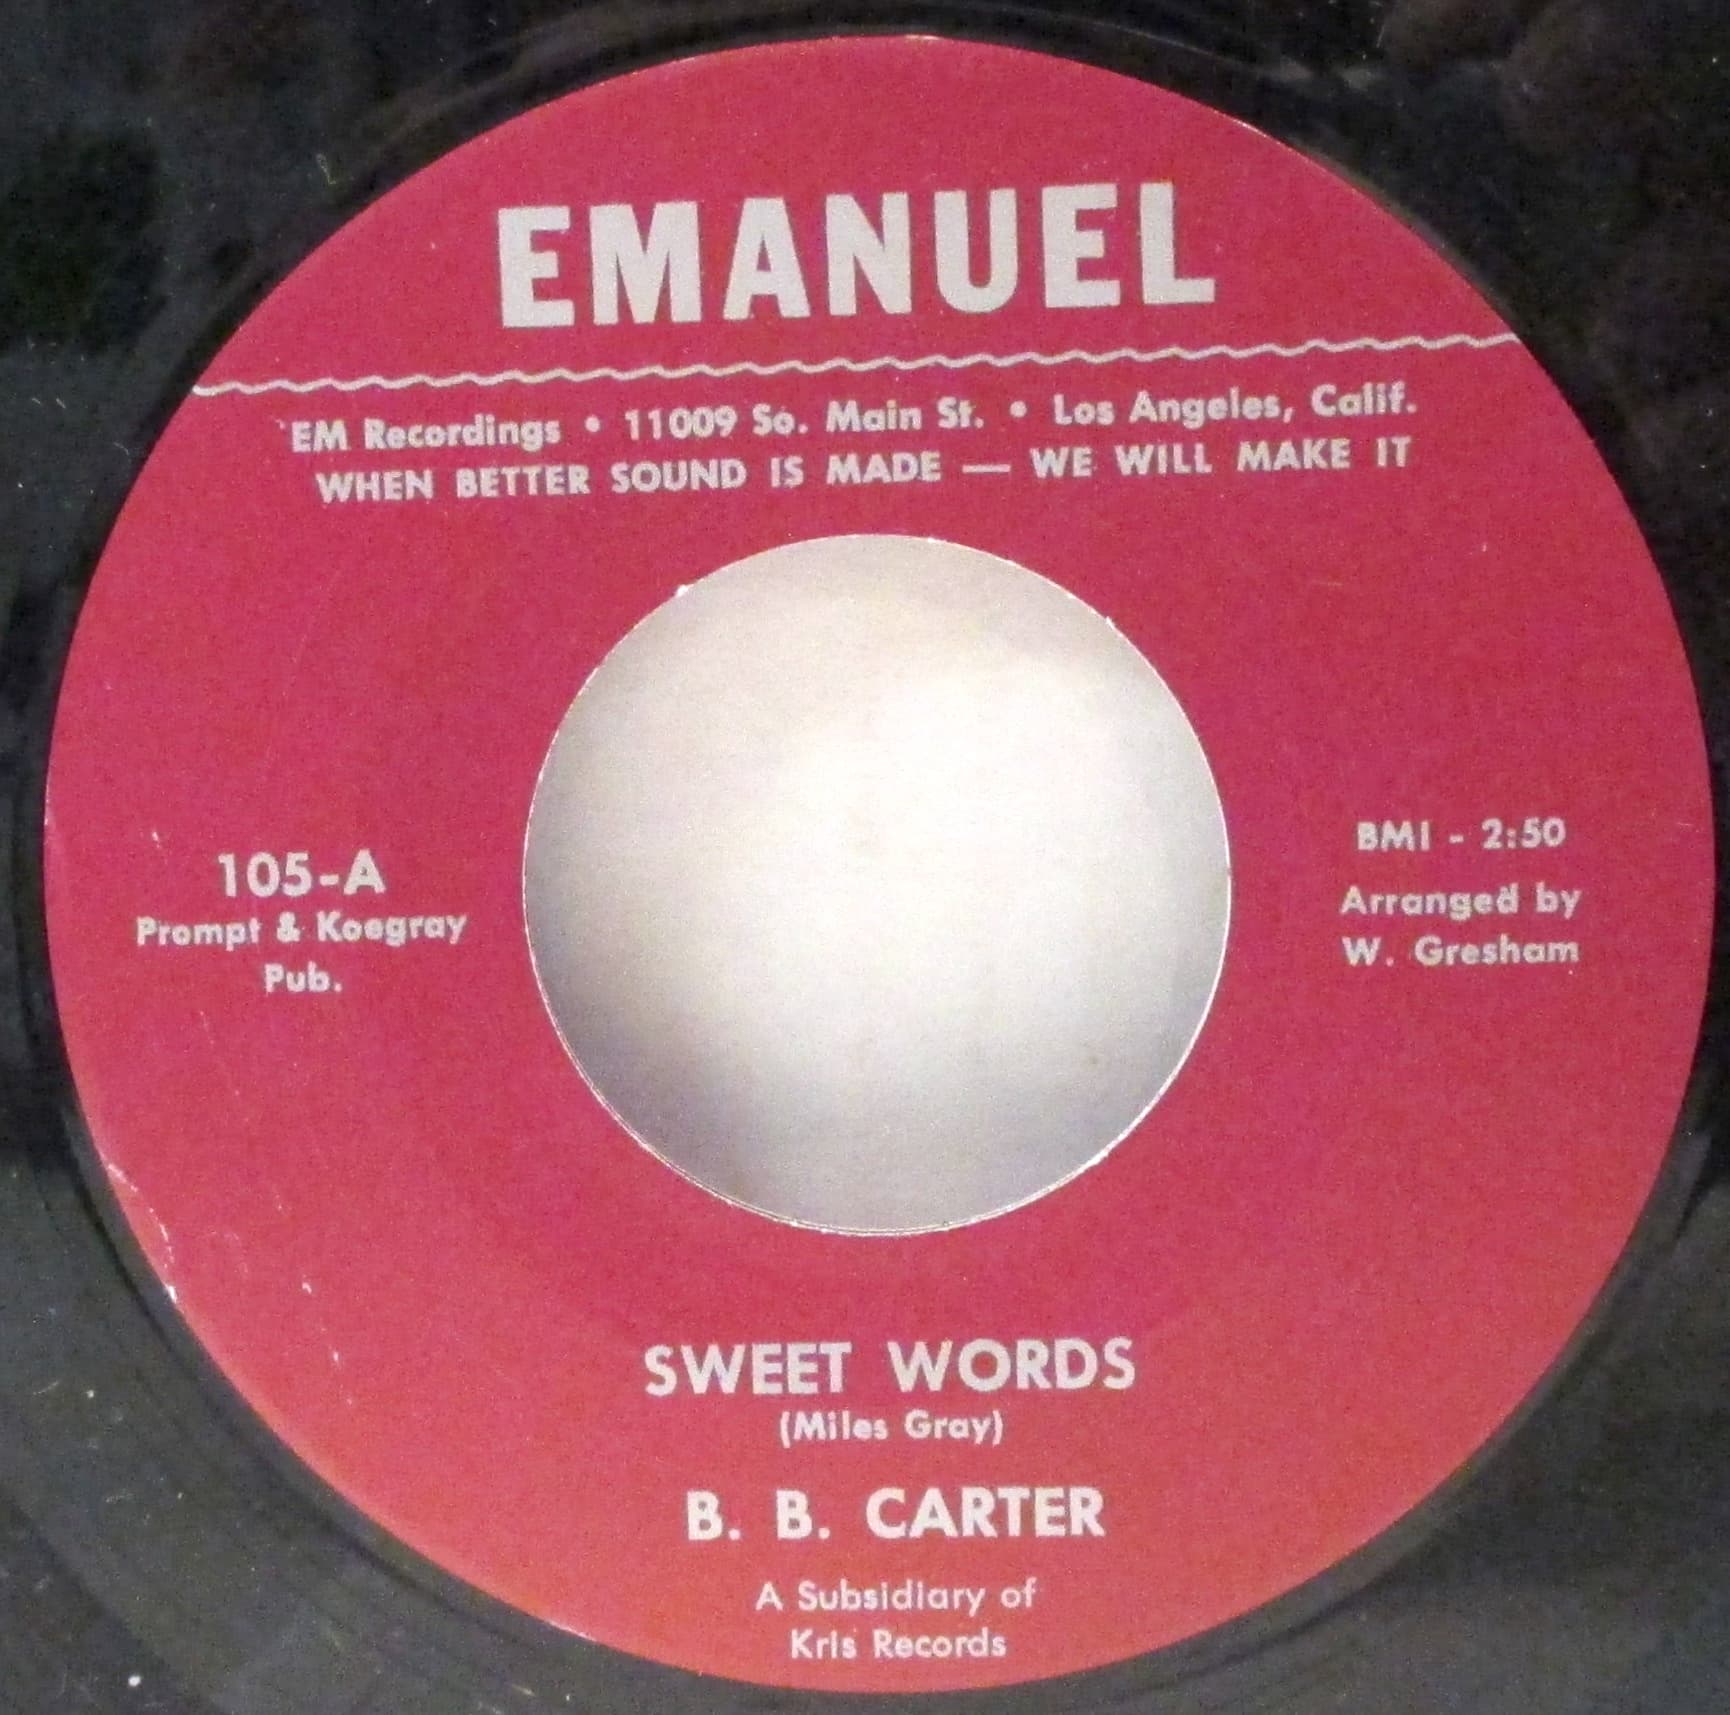 EMANUEL
EM Recordings • 11009 So. Main St. • Los Angeles, Calif.
WHEN BETTER SOUND IS MADE — WE WILL MAKE IT
105-A
Prompt & Koegray
Pub.
BMI - 2:50
Arranged by
W. Gresham
SWEET WORDS
(Miles Gray)
B. B. CARTER
A Subsidiary of
Kris Records